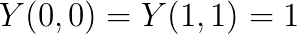 Y(0,0) = Y(1,1) = 1